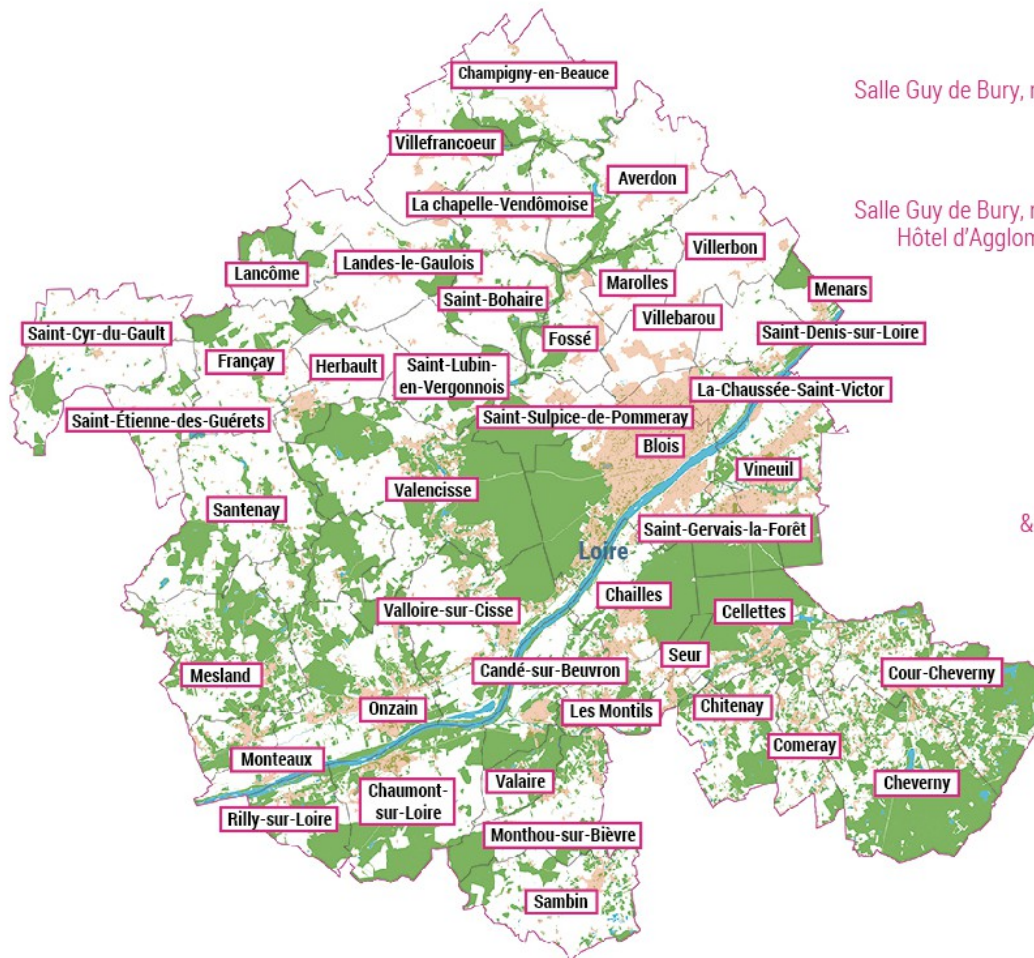 Champigny-en-Beauce
Salle Guy de Bury, r
Villefrancoeur
Averdon
La chapelle-Vendômoise
Salle Guy de Bury, r
Hôtel d'Agglom
Villerbon
Landes-le-Gaulois
Lancôme
Marolles
Menars
Saint-Bohaire
Villebarou
Saint-Cyr-du-Gault
Saint-Denis-sur-Loire
Fossé
Françay
Herbault
Saint-Lubin-
en-Vergonnois
La-Chaussée-Saint-Victor
Saint-Étienne-des-Guérets
Saint-Sulpice-de-Pommeray
Blois
Vineuil
Valencisse
Santenay
Saint-Gervais-la-Forêt
&
Loire
Chailles
Valloire-sur-Cisse
Cellettes
Seur
Mesland
Candé-sur-Beuvron
Cour-Cheverny
Onzain
Les Montils
Chitenay
Comeray
Monteaux
Valaire
Cheverny
Chaumont-
sur-Loire
Rilly-sur-Loire
Monthou-sur-Bièvre
Sambin